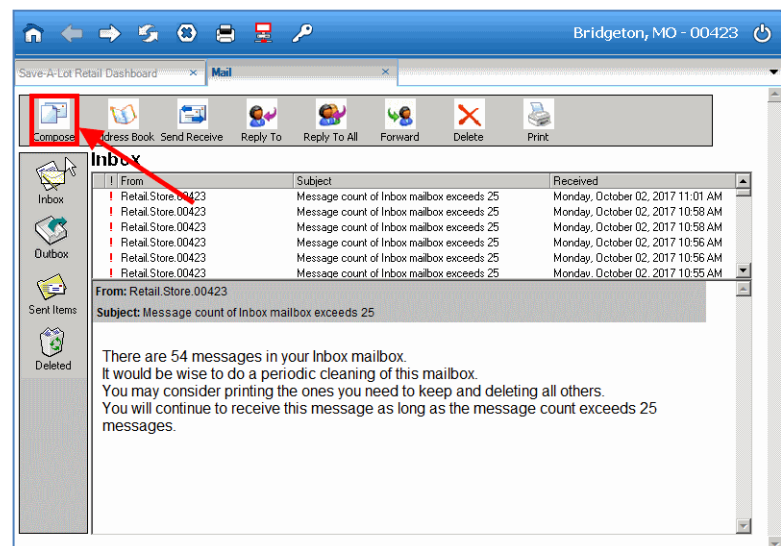 Bridgeton, MO - 00423
Save-A-Lot Retail Dashboard × Mail ×
Compose Address Book Send Receive Reply To Reply To All Forward Delete Print
Inbox
! From Subject Received
! Retail.Store.00423 Message count of Inbox mailbox exceeds 25 Monday, October 02, 2017 11:01 AM
! Retail.Store.00423 Message count of Inbox mailbox exceeds 25 Monday, October 02, 2017 10:58 AM
! Retail.Store.00423 Message count of Inbox mailbox exceeds 25 Monday, October 02, 2017 10:58 AM
! Retail.Store.00423 Message count of Inbox mailbox exceeds 25 Monday, October 02, 2017 10:56 AM
! Retail.Store.00423 Message count of Inbox mailbox exceeds 25 Monday, October 02, 2017 10:56 AM
! Retail.Store.00423 Message count of Inbox mailbox exceeds 25 Monday, October 02, 2017 10:55 AM
Inbox
Outbox
Sent Items
Deleted
From: Retail.Store.00423
Subject: Message count of Inbox mailbox exceeds 25
There are 54 messages in your Inbox mailbox.
It would be wise to do a periodic cleaning of this mailbox.
You may consider printing the ones you need to keep and deleting all others.
You will continue to receive this message as long as the message count exceeds 25
messages.